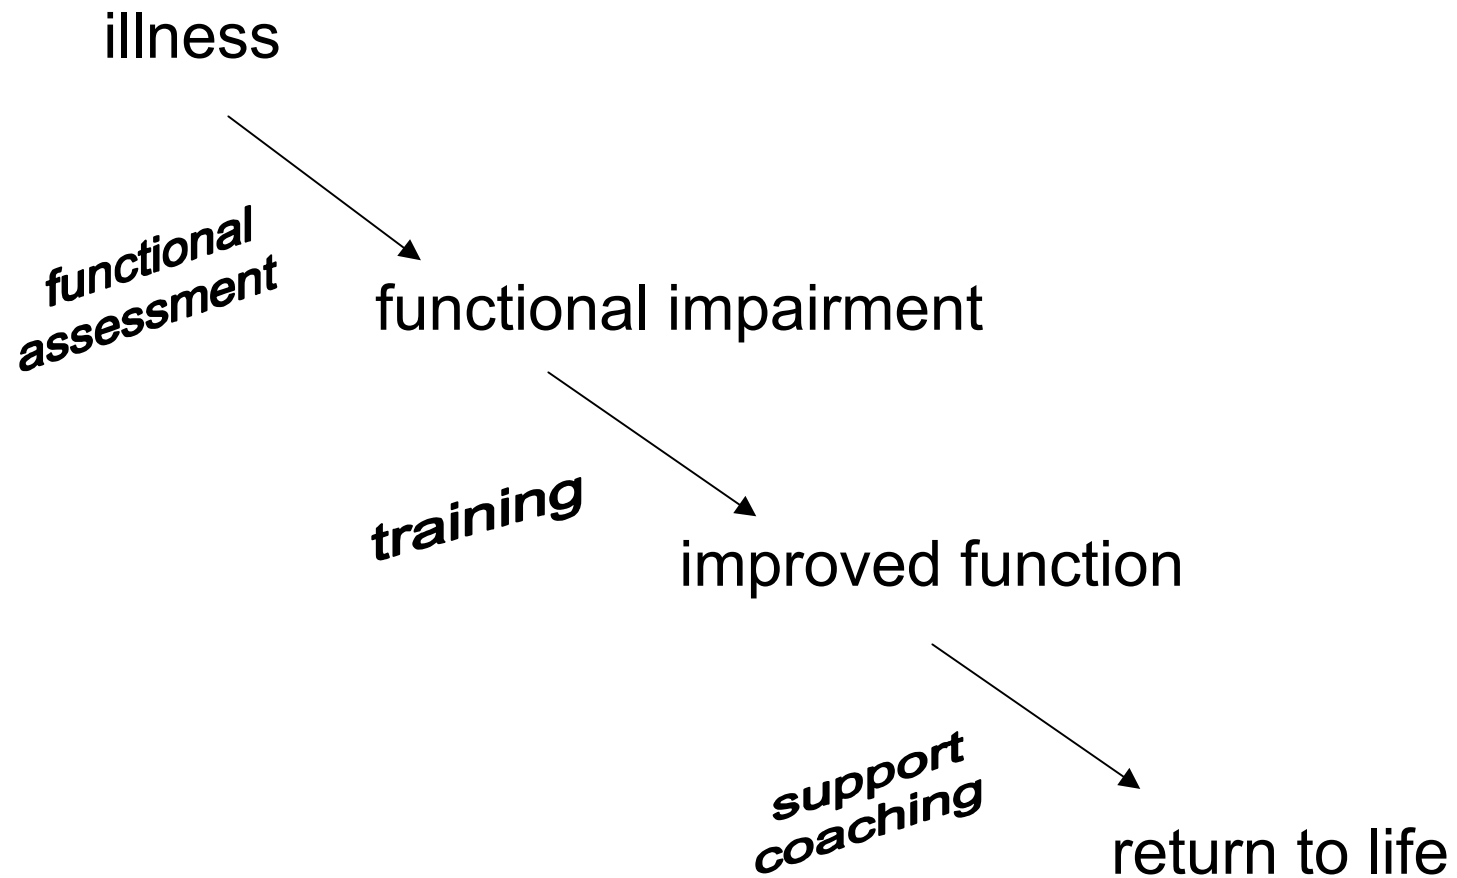 illness
functional
assessment
functional impairment
training
improved function
support
coaching
return to life